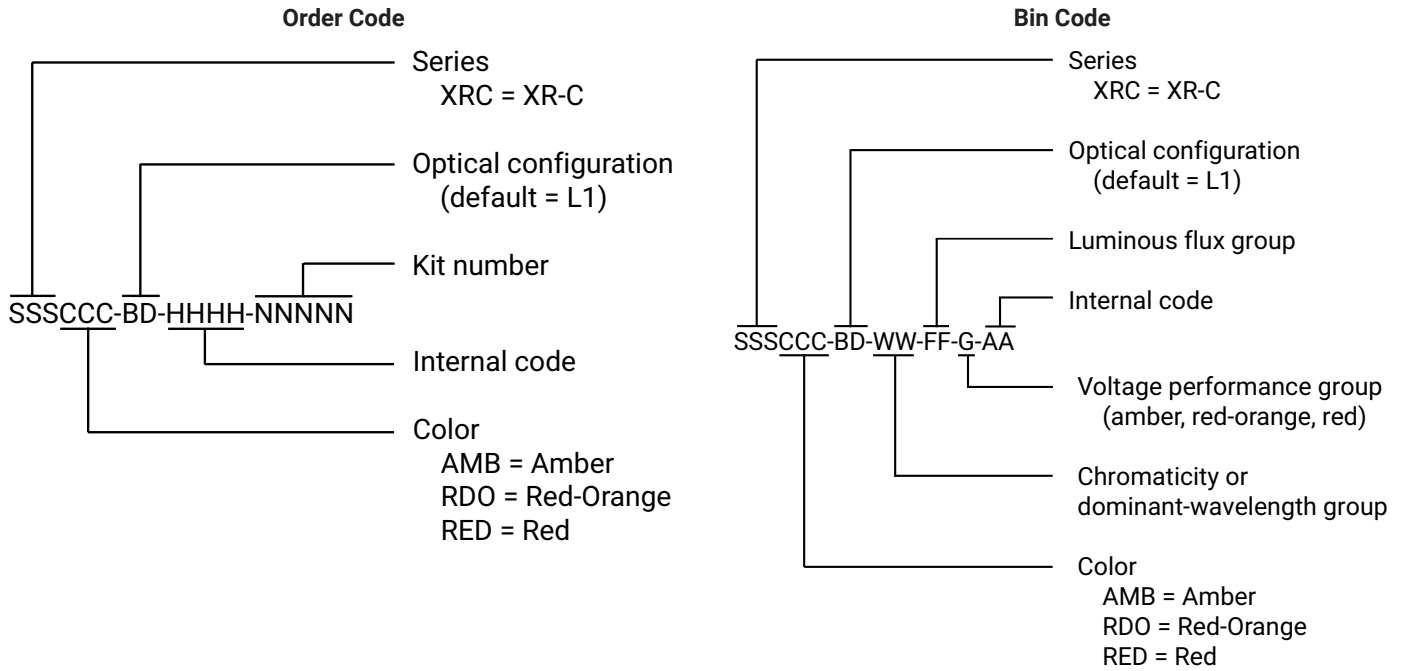 Order Code
Series
XRC = XR-C
Optical configuration
(default = L1)
Kit number
SSSCCC-BD-HHHH-NNNNN
Internal code
Color
AMB = Amber
RDO = Red-Orange
RED = Red
Bin Code
Series
XRC = XR-C
Optical configuration
(default = L1)
Luminous flux group
Internal code
SSSCCC-BD-WW-FF-G-AA
Voltage performance group
(amber, red-orange, red)
Chromaticity or
dominant-wavelength group
Color
AMB = Amber
RDO = Red-Orange
RED = Red